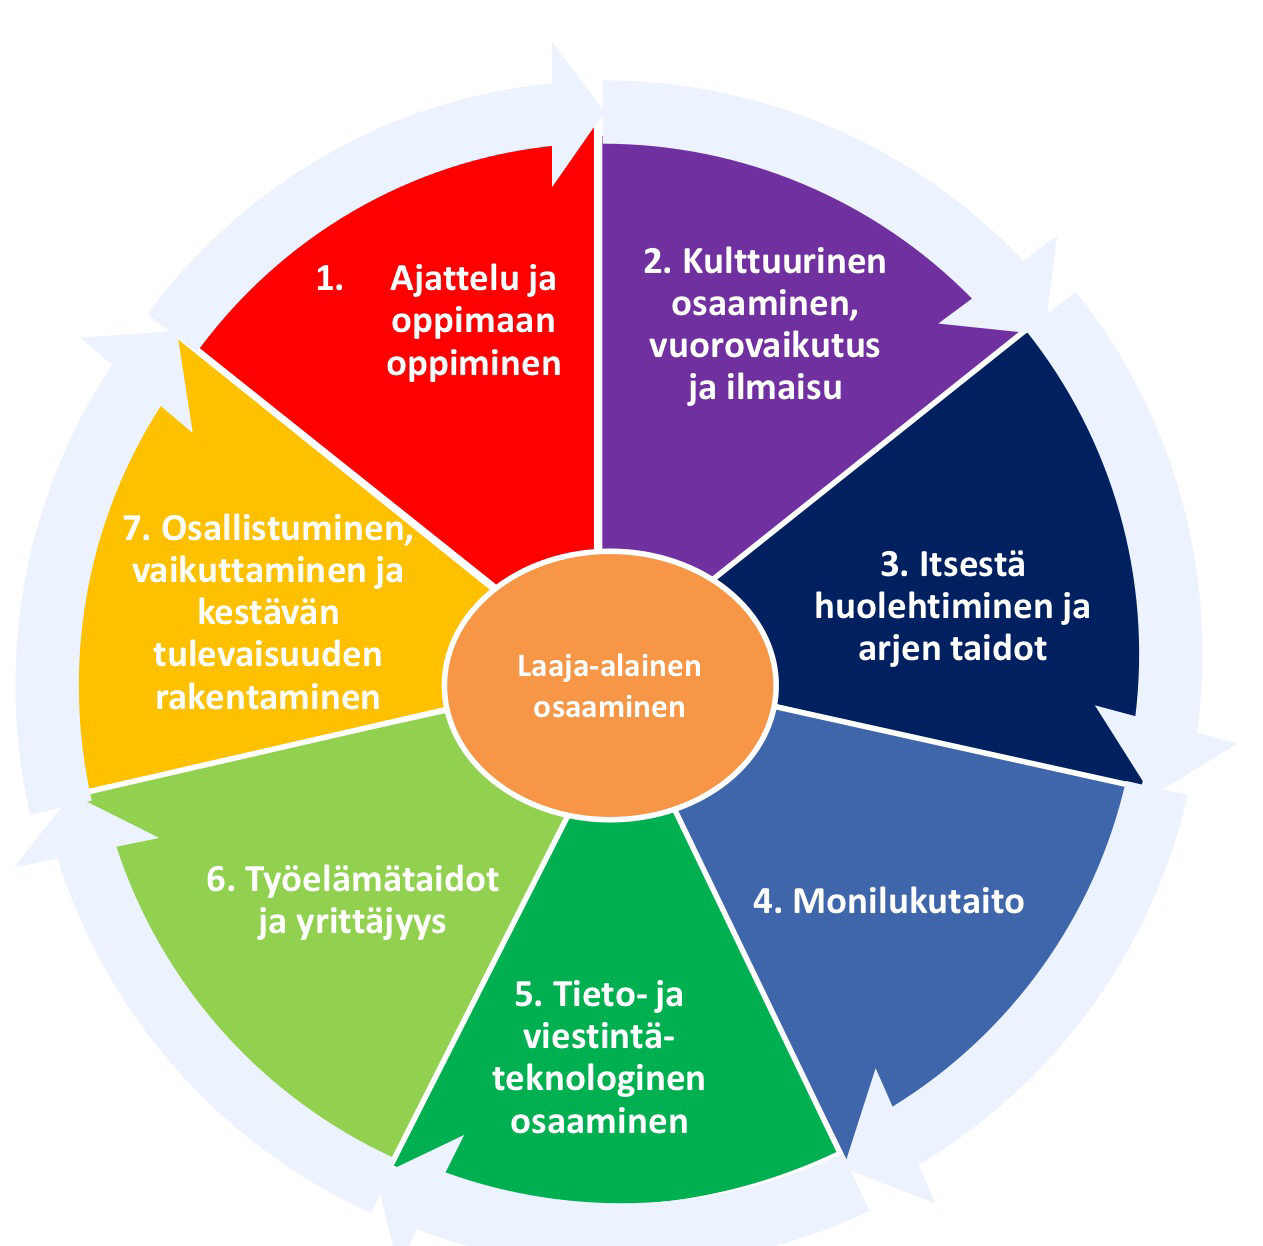 1. Ajattelu ja
oppimaan
oppiminen
2. Kulttuurinen
osaaminen,
vuorovaikutus
ja ilmaisu
3. Itsestä
huolehtiminen ja
arjen taidot
4. Monilukutaito
5. Tieto- ja
viestintä-
teknologinen
osaaminen
6. Työelämätaidot
ja yrittäjyys
7. Osallistuminen,
vaikuttaminen ja
kestävän
tulevaisuuden
rakentaminen
Laaja-alainen
osaaminen